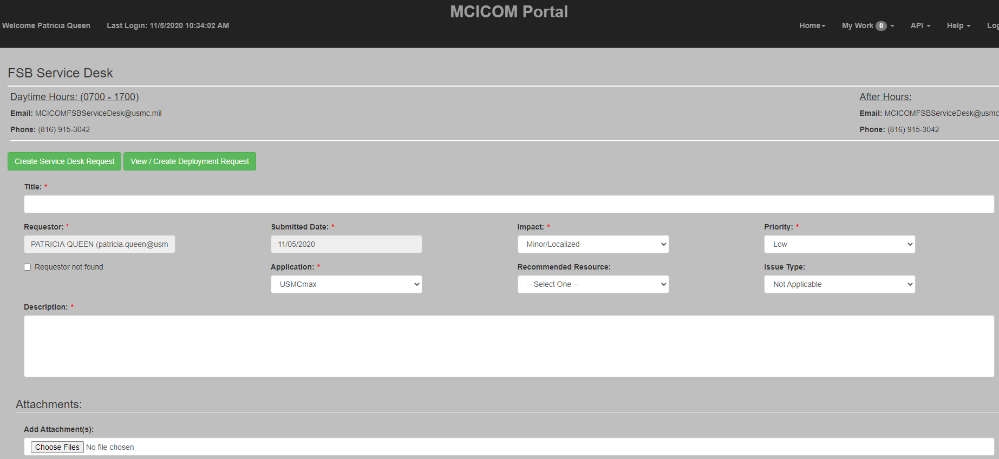 MCICOM Portal
Welcome Patricia Queen Last Login: 11/5/2020 10:34:02 AM Home My Work 0 API Help Log
FSB Service Desk
Daytime Hours: (0700 - 1700) After Hours:
Email: MCICOMFSBServiceDesk@usmc.mil Email: MCICOMFSBServiceDesk@usmc
Phone: (816) 915-3042 Phone: (816) 915-3042
Create Service Desk Request View / Create Deployment Request
Title: *
Requestor: * Submitted Date: * Impact: * Priority: *
PATRICIA QUEEN (patricia.queen@usm 11/05/2020 Minor/Localized Low
Requestor not found Application: * Recommended Resource: Issue Type:
USMCmax -- Select One -- Not Applicable
Description: *
Attachments:
Add Attachment(s):
Choose Files No file chosen